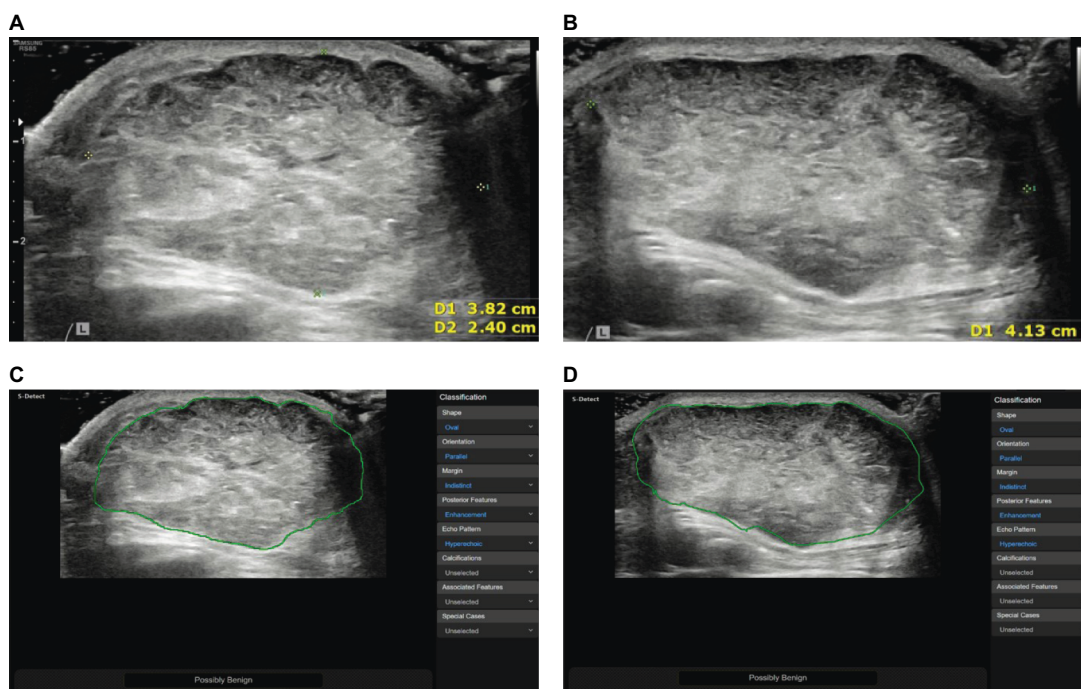 A
B
SAMSUNG
RS80
1
1
1
2
L
D1 3.82 cm
D2 2.40 cm
L
D1 4.13 cm
C
D
S-Detect
Classification
Shape
Oval
Orientation
Parallel
Margin
Indistinct
Posterior Features
Enhancement
Echo Pattern
Hyperechoic
Calcifications
Unselected
Associated Features
Unselected
Special Cases
Unselected
Possibly Benign
S-Detect
Classification
Shape
Oval
Orientation
Parallel
Margin
Indistinct
Posterior Features
Enhancement
Echo Pattern
Hyperechoic
Calcifications
Unselected
Associated Features
Unselected
Special Cases
Unselected
Possibly Benign